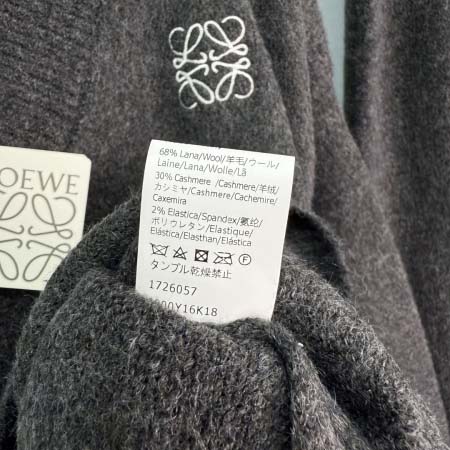 OEWE
68% Lana/Wool/羊毛/ウール/
Laine/Lana/Wolle/Lã
30% Cashmere /Cashmere/羊绒/
カシミヤ/Cashmere/Cachemire/
Caxemira
2% Elastica/Spandex/氨纶/
ポリウレタン/Elastique/
Elástica/Elasthan/Elástica
タンブル乾燥禁止
1726057
00Y16K18